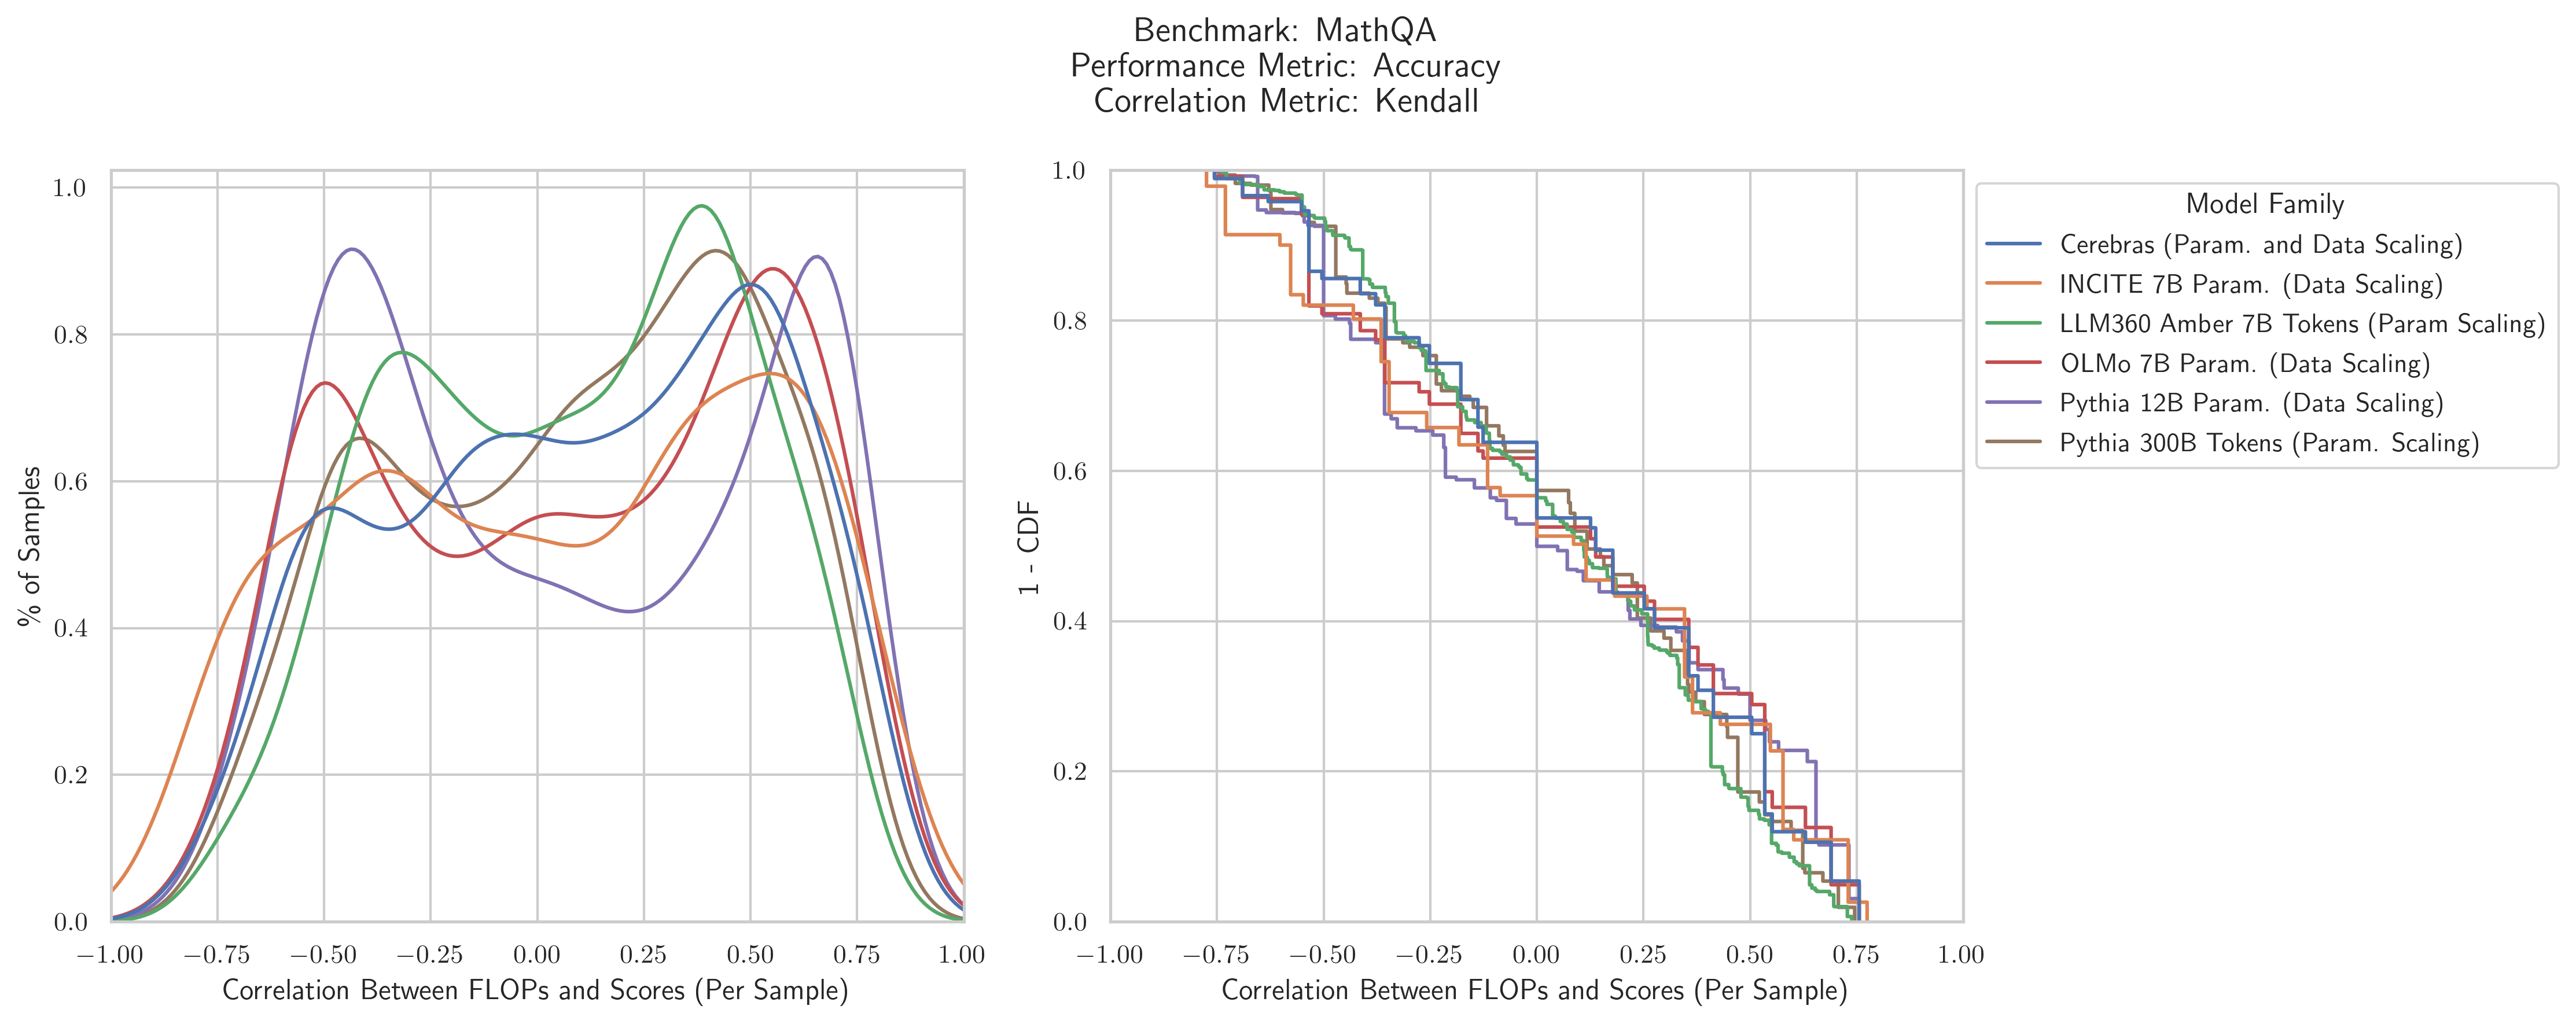 Benchmark: MathQA
Performance Metric: Accuracy
Correlation Metric: Kendall
% of Samples
1.0
0.8
0.6
0.4
0.2
0.0
−1.00 −0.75 −0.50 −0.25 0.00 0.25 0.50 0.75 1.00
Correlation Between FLOPs and Scores (Per Sample)
1 - CDF
1.0
0.8
0.6
0.4
0.2
0.0
−1.00 −0.75 −0.50 −0.25 0.00 0.25 0.50 0.75 1.00
Correlation Between FLOPs and Scores (Per Sample)
Model Family
Cerebras (Param. and Data Scaling)
INCITE 7B Param. (Data Scaling)
LLM360 Amber 7B Tokens (Param Scaling)
OLMo 7B Param. (Data Scaling)
Pythia 12B Param. (Data Scaling)
Pythia 300B Tokens (Param. Scaling)